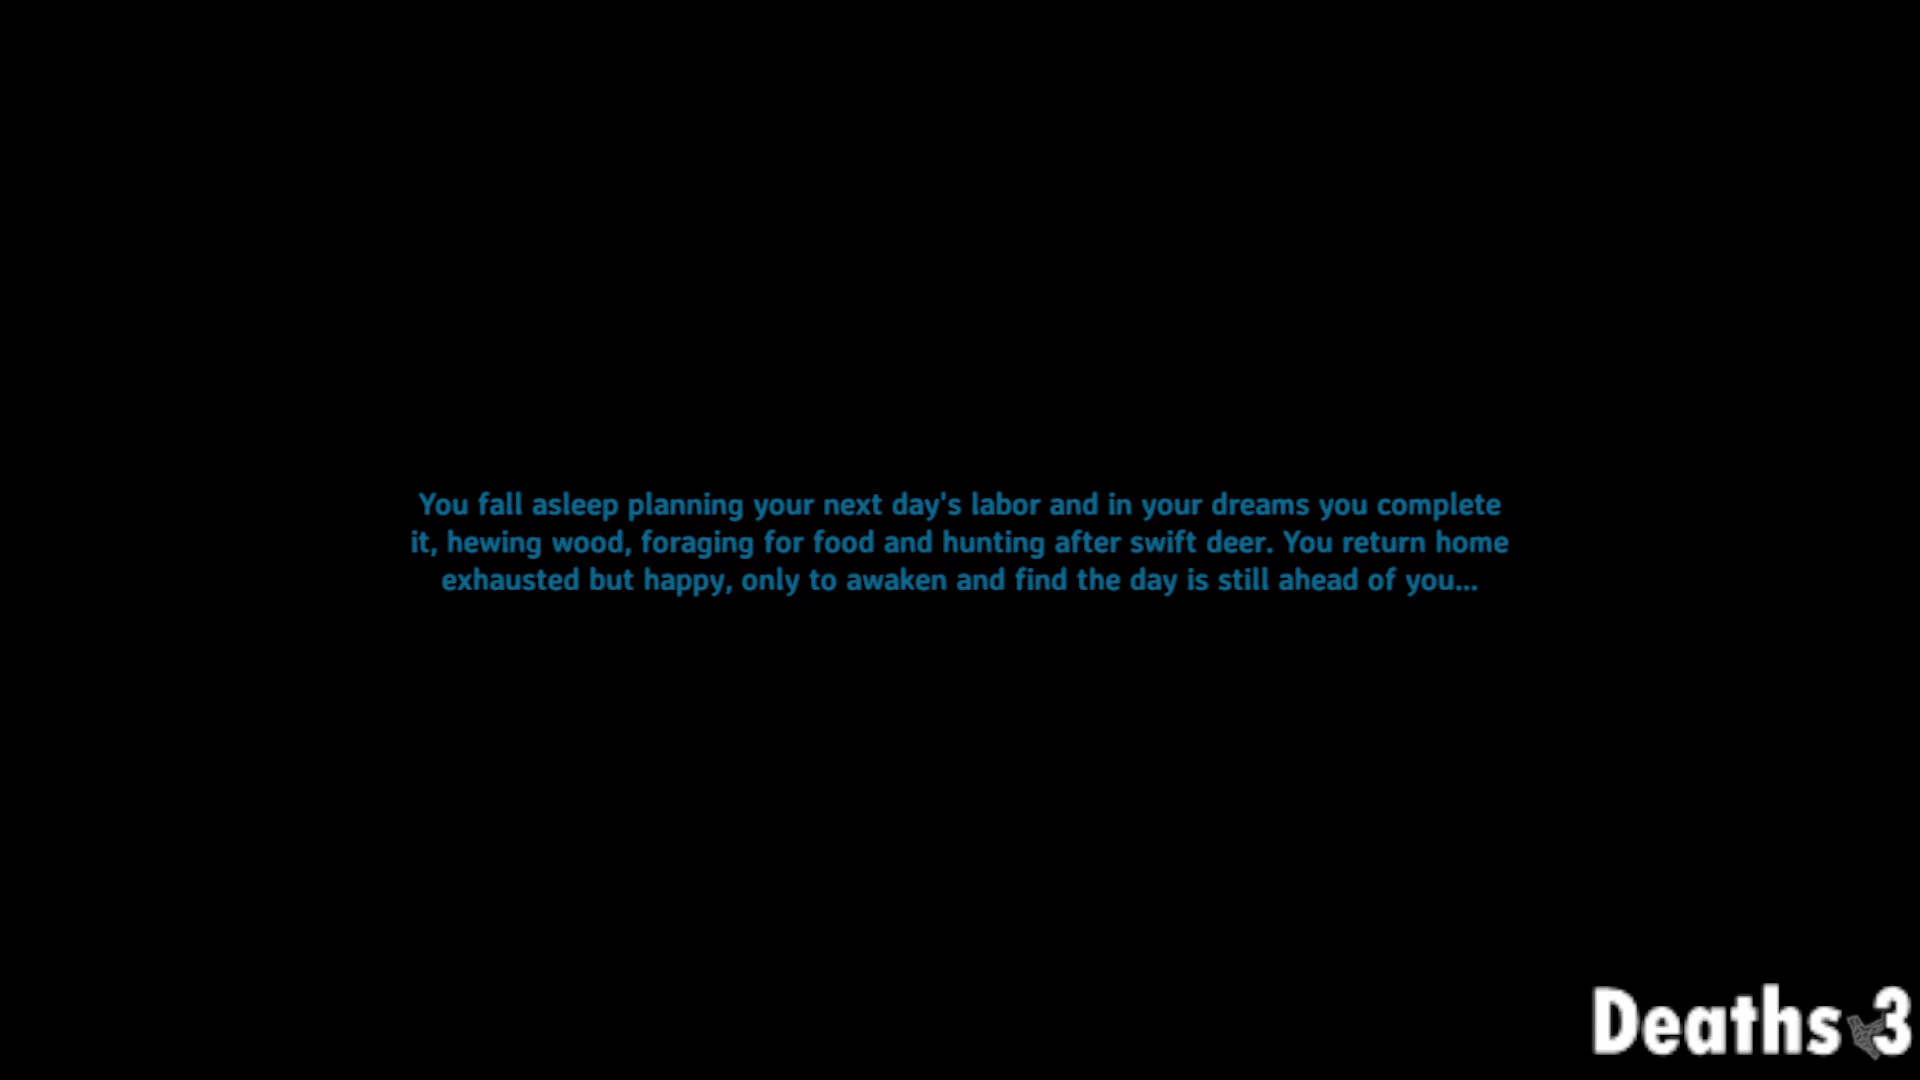 You fall asleep planning your next day's labor and in your dreams you complete
it, hewing wood, foraging for food and hunting after swift deer. You return home
exhausted but happy, only to awaken and find the day is still ahead of you...
Deaths 3